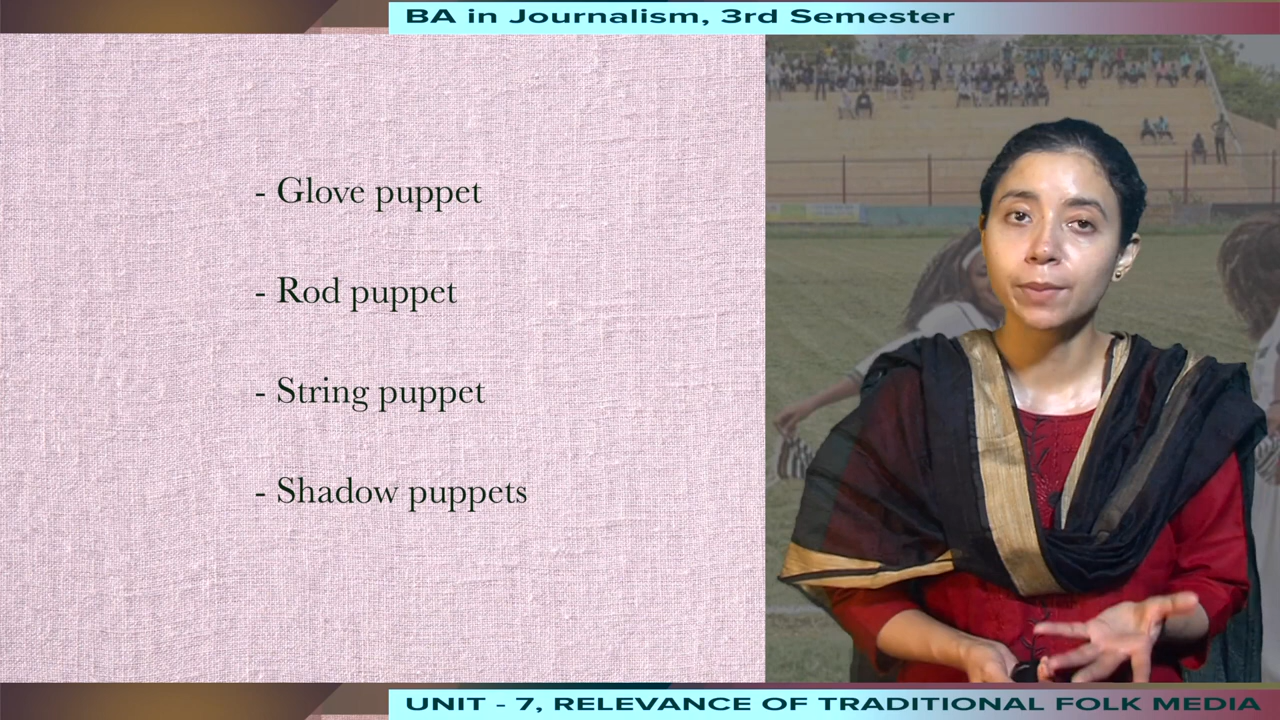 BA in Journalism, 3rd Semester
- Glove puppet
- Rod puppet
- String puppet
- Shadow puppets
UNIT - 7, RELEVANCE OF TRADITIONAL FOLK MEDIA